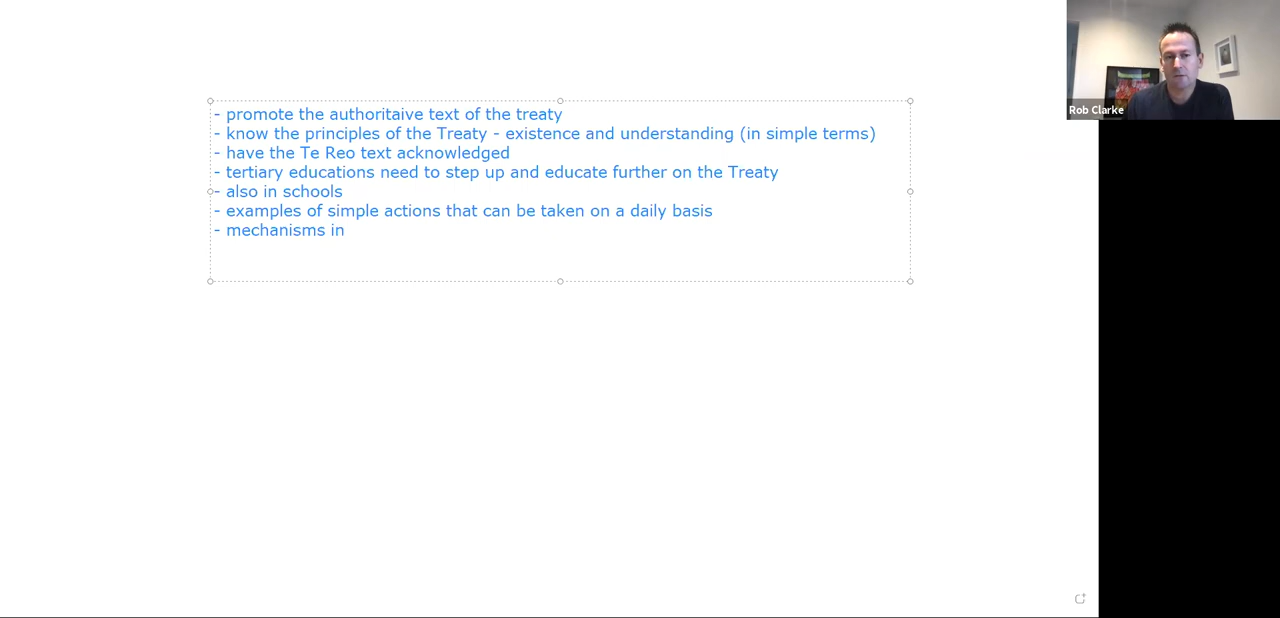 - promote the authoritaive text of the treaty
- know the principles of the Treaty - existence and understanding (in simple terms)
- have the Te Reo text acknowledged
- tertiary educations need to step up and educate further on the Treaty
- also in schools
- examples of simple actions that can be taken on a daily basis
- mechanisms in
Rob Clarke